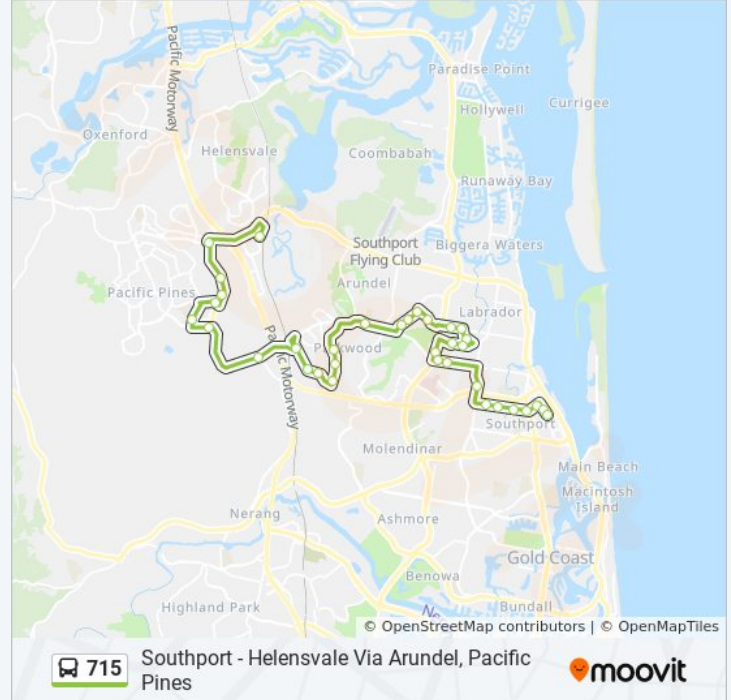 Pacific Motorway
Paradise Point
Hollywell
Currigee
Oxenford
Helensvale
Coombabah
Runaway Bay
Southport
Flying Club
Biggera Waters
Arundel
Pacific Pines
Labrador
Parkwood
Pacific Motorway
Southport
Molendinar
Main Beach
Macintosh
Island
Nerang
Ashmore
Gold Coast
Benowa
Highland Park
Bundall
© OpenStreetMap contributors | © OpenMapTiles
715
Southport - Helensvale Via Arundel, Pacific
Pines
moovit